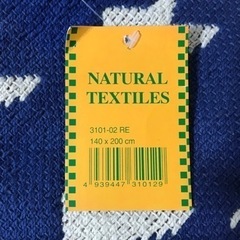 NATURAL
TEXTILES
3101-02 RE
140 x 200 cm
4 939447 310129